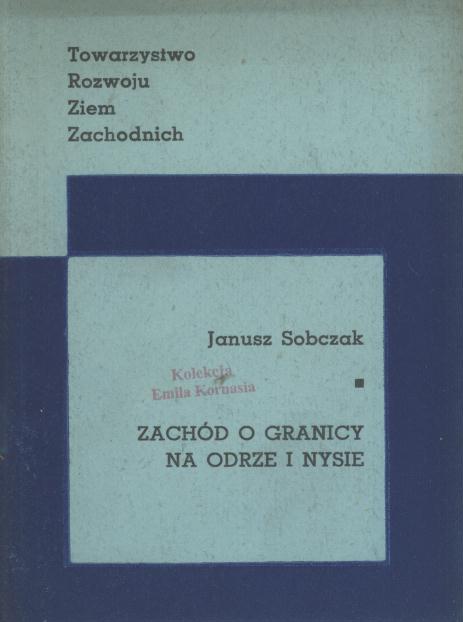 Towarzystwo
Rozwoju
Ziem
Zachodnich
Janusz Sobczak
Kolekcja
Emila Kornasia
ZACHÓD O GRANICY
NA ODRZE I NYSIE